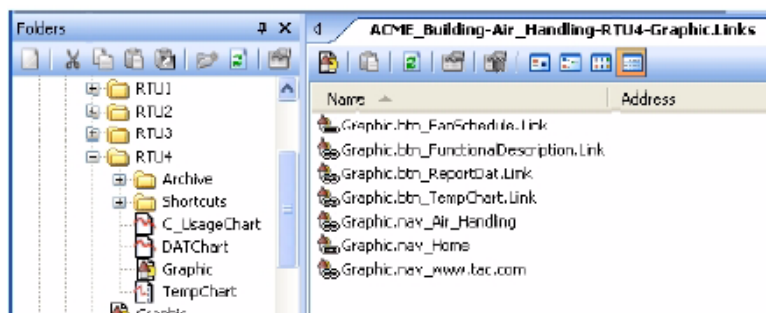 Folders
ACME_Building-Air_Handling-RTU4-Graphic.Links
RTU1
RTU2
RTU3
RTU4
Archive
Shortcuts
C_UsageChart
DATChart
Graphic
TempChart
Graphic
Name
Address
Graphic.btn_FanSchedule.Link
Graphic.btn_FunctionalDescription.Link
Graphic.btn_ReportDat.Link
Graphic.btn_TempChart.Link
Graphic.nav_Air_Handling
Graphic.nav_Home
Graphic.nav_www.tac.com